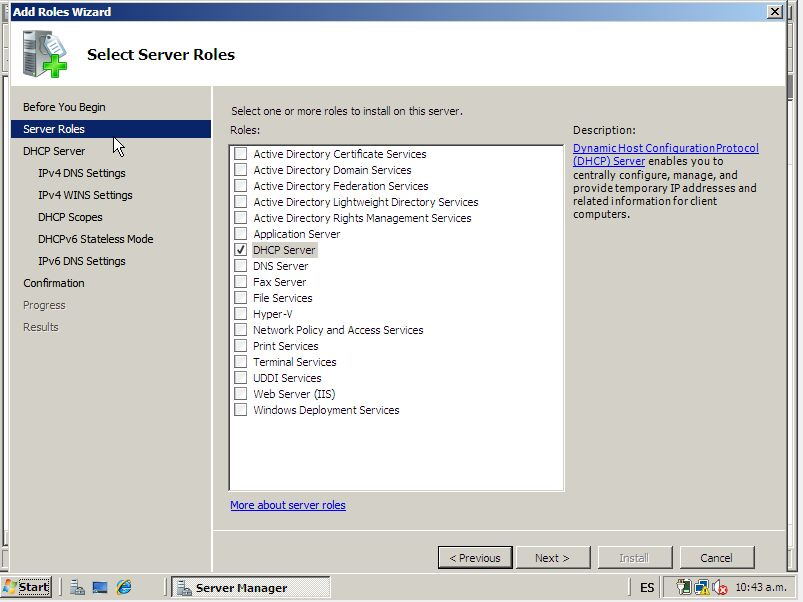 Add Roles Wizard
Select Server Roles
Before You Begin
Server Roles
DHCP Server
IPv4 DNS Settings
IPv4 WINS Settings
DHCP Scopes
DHCPv6 Stateless Mode
IPv6 DNS Settings
Confirmation
Progress
Results
Select one or more roles to install on this server.
Roles:
Active Directory Certificate Services
Active Directory Domain Services
Active Directory Federation Services
Active Directory Lightweight Directory Services
Active Directory Rights Management Services
Application Server
DHCP Server
DNS Server
Fax Server
File Services
Hyper-V
Network Policy and Access Services
Print Services
Terminal Services
UDDI Services
Web Server (IIS)
Windows Deployment Services
More about server roles
Description:
Dynamic Host Configuration Protocol
(DHCP) Server enables you to
centrally configure, manage, and
provide temporary IP addresses and
related information for client
computers.
< Previous
Next >
Install
Cancel
Start
Server Manager
ES
10:43 a.m.